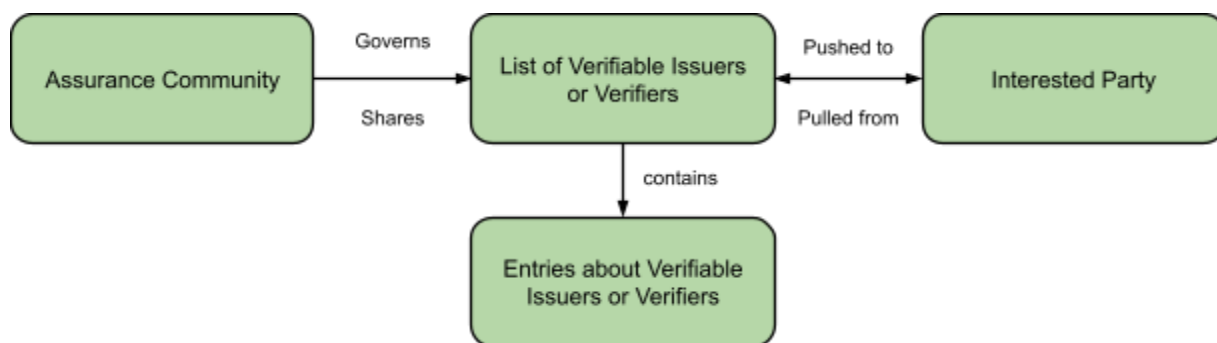 Assurance Community
Governs
Shares
List of Verifiable Issuers
or Verifiers
Pushed to
Pulled from
Interested Party
contains
Entries about Verifiable
Issuers or Verifiers